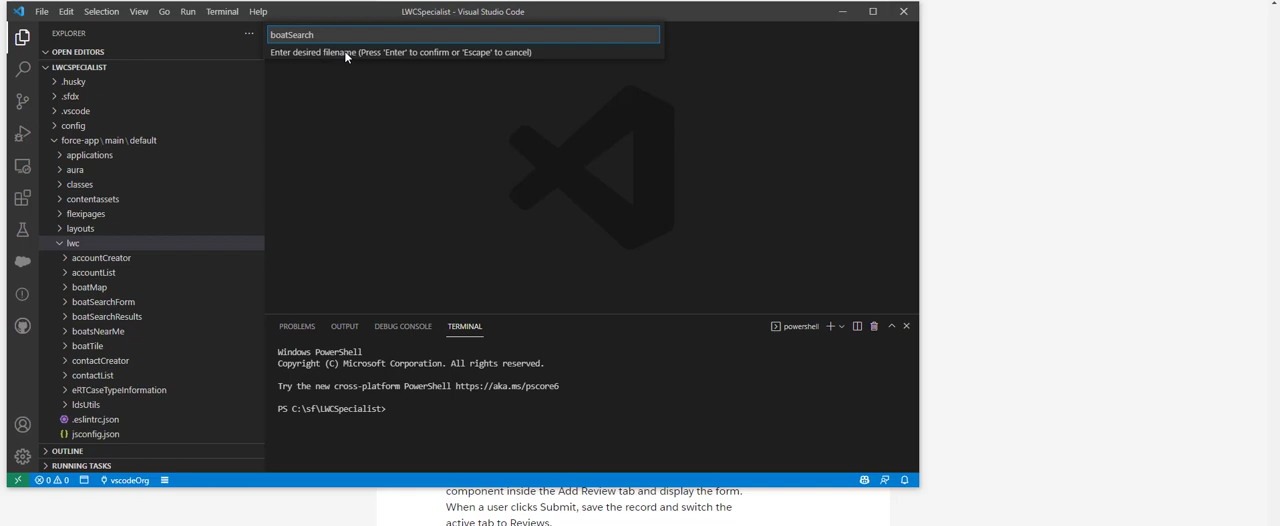 File Edit Selection View Go Run Terminal Help LWCSpecialist - Visual Studio Code
EXPLORER
boatSearch
Enter desired filename (Press 'Enter' to confirm or 'Escape' to cancel)
OPEN EDITORS
LWCSPECIALIST
.husky
.sfdx
.vscode
config
force-app\main\default
applications
aura
classes
contentassets
flexipages
layouts
lwc
accountCreator
accountList
boatMap
boatSearchForm
boatSearchResults
boatsNearMe
boatTile
contactCreator
contactList
eRTCaseTypeInformation
ldsUtils
.eslintrc.json
jsconfig.json
OUTLINE
RUNNING TASKS
PROBLEMS OUTPUT DEBUG CONSOLE TERMINAL powershell
Windows PowerShell
Copyright (C) Microsoft Corporation. All rights reserved.
Try the new cross-platform PowerShell https://aka.ms/pscore6
PS C:\sf\LWCSpecialist>
0 0 vscodeOrg
component inside the Add Review tab and display the form.
When a user clicks Submit, save the record and switch the
active tab to Reviews.